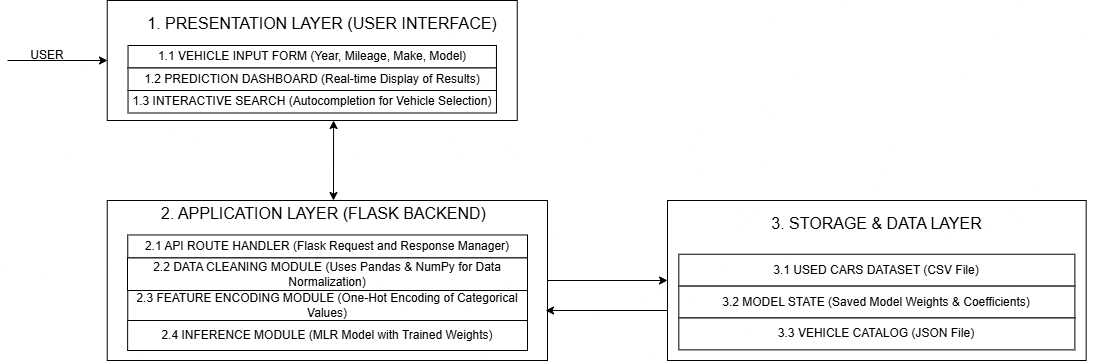 1. PRESENTATION LAYER (USER INTERFACE)
USER
1.1 VEHICLE INPUT FORM (Year, Mileage, Make, Model)
1.2 PREDICTION DASHBOARD (Real-time Display of Results)
1.3 INTERACTIVE SEARCH (Autocompletion for Vehicle Selection)
2. APPLICATION LAYER (FLASK BACKEND)
2.1 API ROUTE HANDLER (Flask Request and Response Manager)
2.2 DATA CLEANING MODULE (Uses Pandas & NumPy for Data
Normalization)
2.3 FEATURE ENCODING MODULE (One-Hot Encoding of Categorical
Values)
2.4 INFERENCE MODULE (MLR Model with Trained Weights)
3. STORAGE & DATA LAYER
3.1 USED CARS DATASET (CSV File)
3.2 MODEL STATE (Saved Model Weights & Coefficients)
3.3 VEHICLE CATALOG (JSON File)